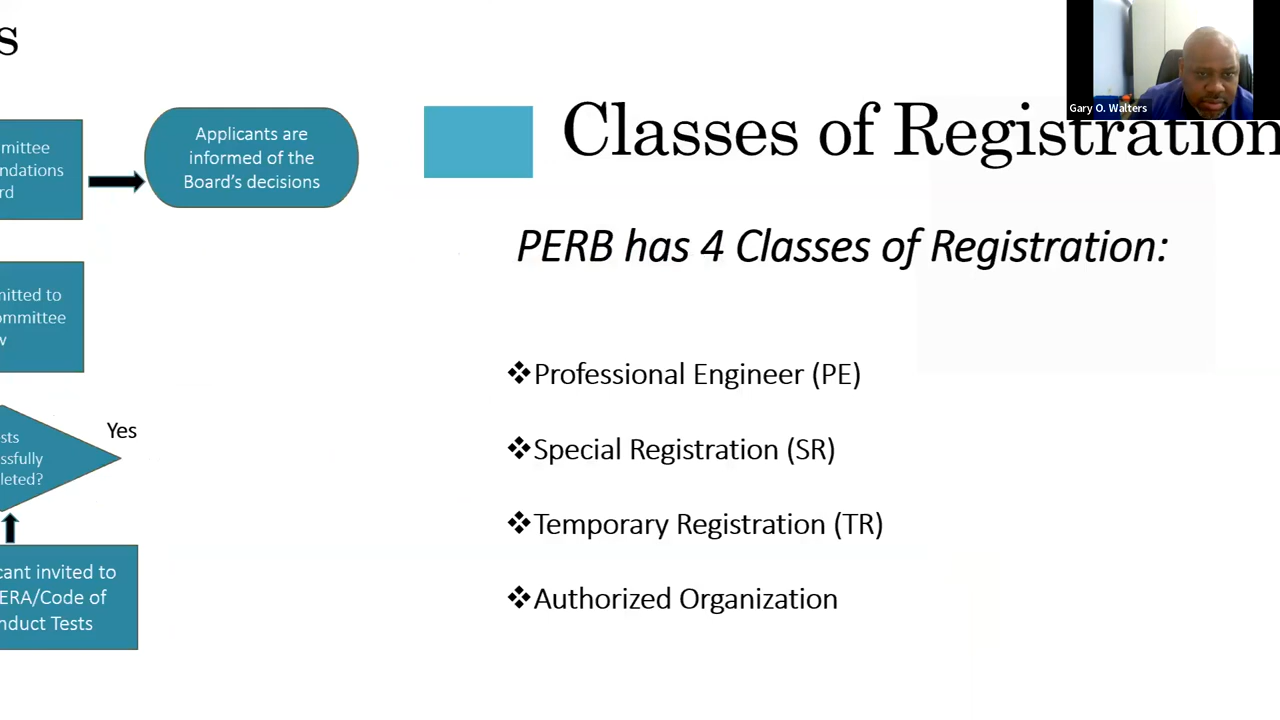 s
mmittee
ndations
rd
Applicants are
informed of the
Board's decisions
mitted to
ommittee
w
sts
ssfully
leted?
Yes
cant invited to
ERA/Code of
nduct Tests
Gary O. Walters
Classes of Registration
PERB has 4 Classes of Registration:
❖Professional Engineer (PE)
❖Special Registration (SR)
❖Temporary Registration (TR)
❖Authorized Organization